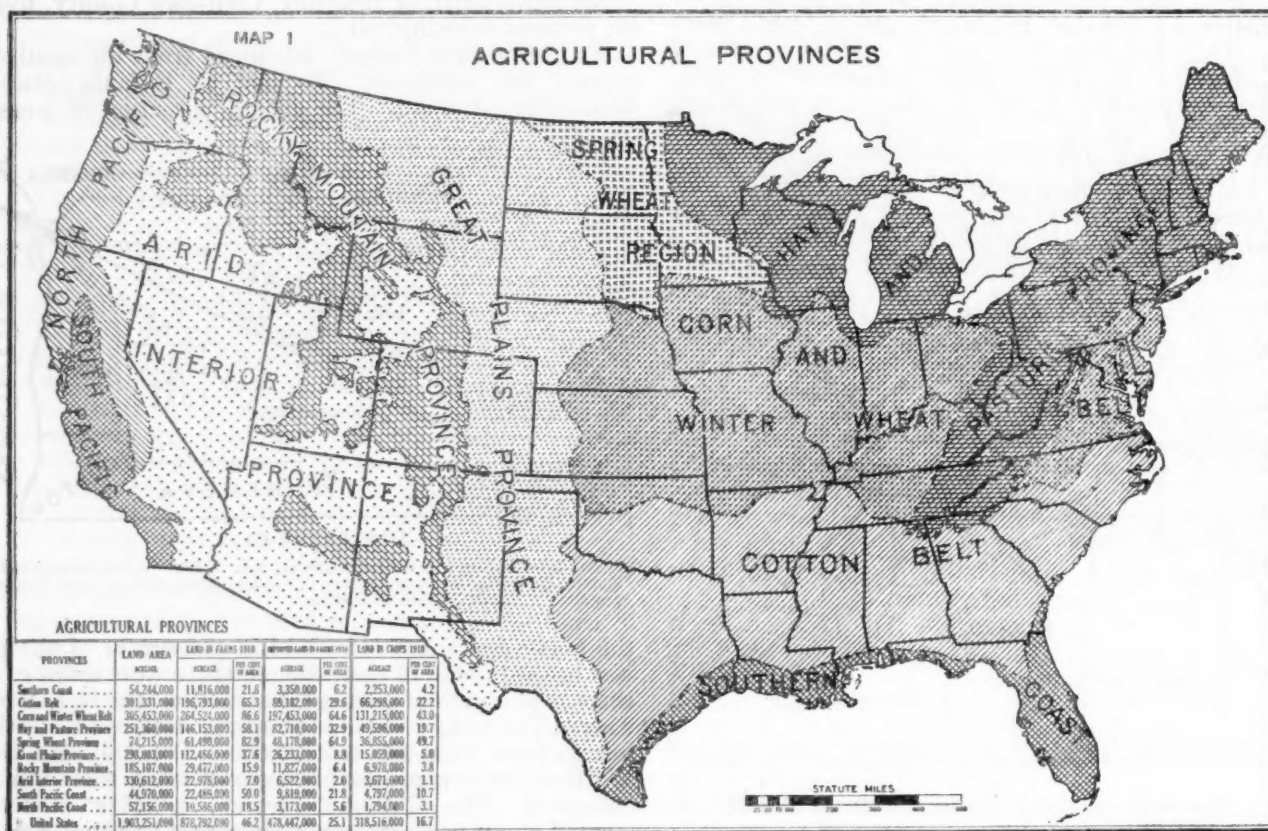 MAP 1
AGRICULTURAL PROVINCES
NORTH PACIFIC
SOUTH PACIFIC
ROCKY MOUNTAIN PROVINCE
ARID INTERIOR PROVINCE
GREAT PLAINS PROVINCE
SPRING WHEAT REGION
HAY AND PASTURE PROVINCE
CORN AND WINTER WHEAT BELT
COTTON BELT
SOUTHERN COAST
STATUTE MILES
AGRICULTURAL PROVINCES
PROVINCES LAND AREA LAND IN FARMS 1910 IMPROVED LAND IN FARMS 1910 LAND IN CROPS 1910
ACREAGE ACREAGE PER CENT OF AREA ACREAGE PER CENT OF AREA ACREAGE PER CENT OF AREA
Southern Coast 54,244,000 11,816,000 21.8 3,350,000 6.2 2,253,000 4.2
Cotton Belt 301,331,000 196,793,000 65.3 89,182,000 29.6 66,298,000 22.2
Corn and Winter Wheat Belt 305,453,000 264,524,000 86.6 197,453,000 64.6 131,215,000 43.0
Hay and Pasture Province 251,360,000 146,153,000 58.1 82,710,000 32.9 49,596,000 19.7
Spring Wheat Province 74,215,000 61,490,000 82.9 48,178,000 64.9 36,855,000 49.7
Great Plains Province 298,803,000 112,486,000 37.6 26,233,000 8.8 15,059,000 5.0
Rocky Mountain Province 185,107,000 29,477,000 15.9 11,827,000 6.4 6,978,000 3.8
Arid Interior Province 330,612,000 22,978,000 7.0 6,522,000 2.0 3,671,000 1.1
South Pacific Coast 44,970,000 22,489,000 50.0 9,819,000 21.8 4,797,000 10.7
North Pacific Coast 57,156,000 10,586,000 18.5 3,173,000 5.6 1,794,000 3.1
United States 1,903,251,000 878,792,000 46.2 478,447,000 25.1 318,516,000 16.7